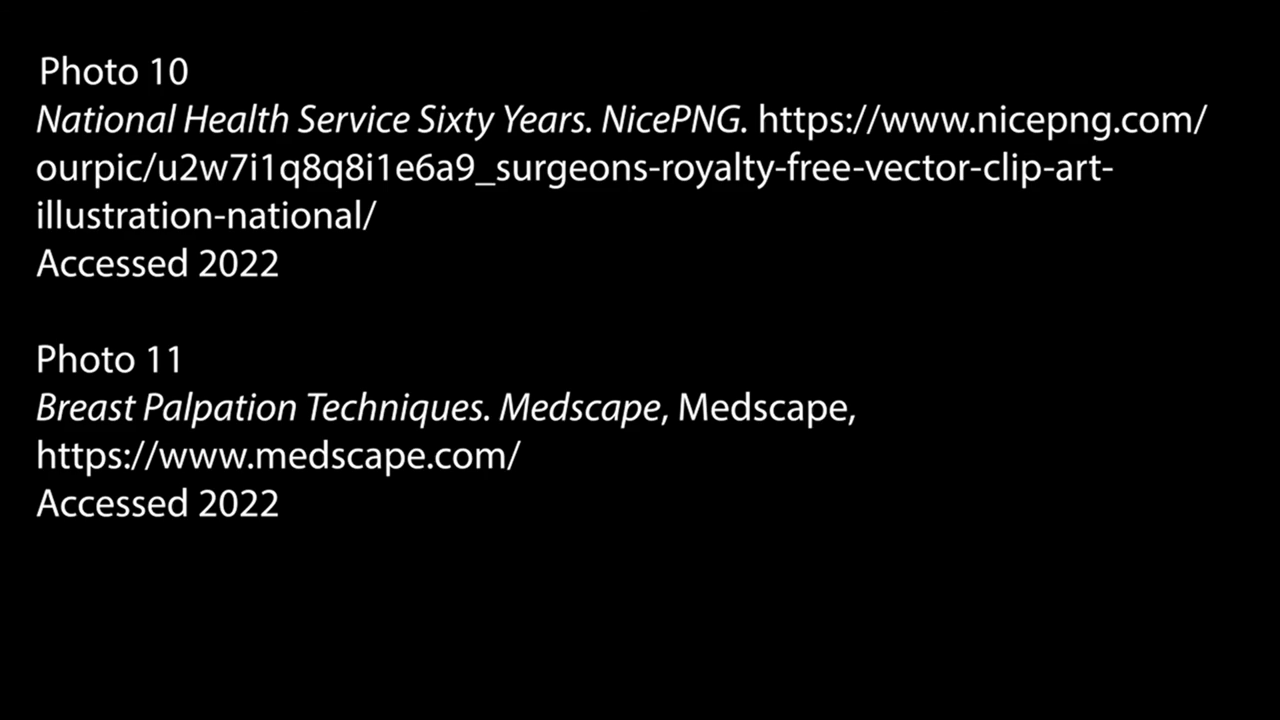 Photo 10
National Health Service Sixty Years. NicePNG. https://www.nicepng.com/
ourpic/u2w7i1q8q8i1e6a9_surgeons-royalty-free-vector-clip-art-
illustration-national/
Accessed 2022
Photo 11
Breast Palpation Techniques. Medscape, Medscape,
https://www.medscape.com/
Accessed 2022